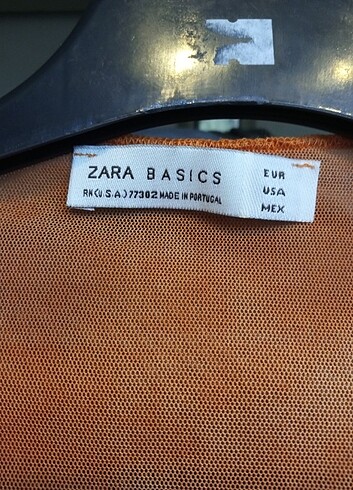 ZARA BASICS
RN(U.S.A.)77302 MADE IN PORTUGAL
EUR
USA
MEX